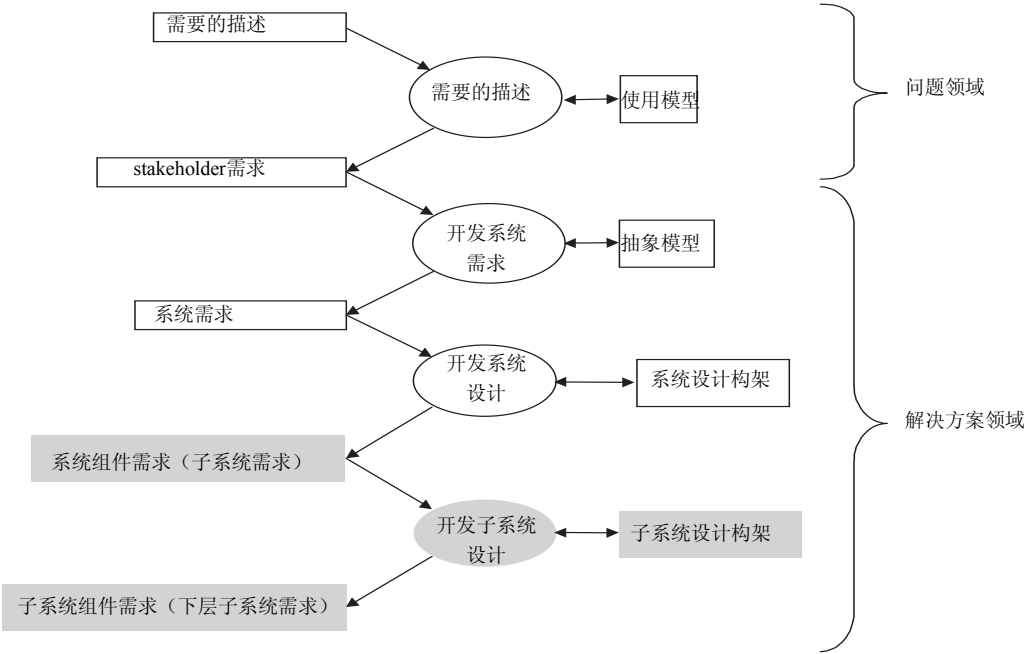 需要的描述
需要的描述
使用模型
问题领域
stakeholder需求
开发系统
需求
抽象模型
系统需求
开发系统
设计
系统设计构架
解决方案领域
系统组件需求（子系统需求）
开发子系统
设计
子系统设计构架
子系统组件需求（下层子系统需求）